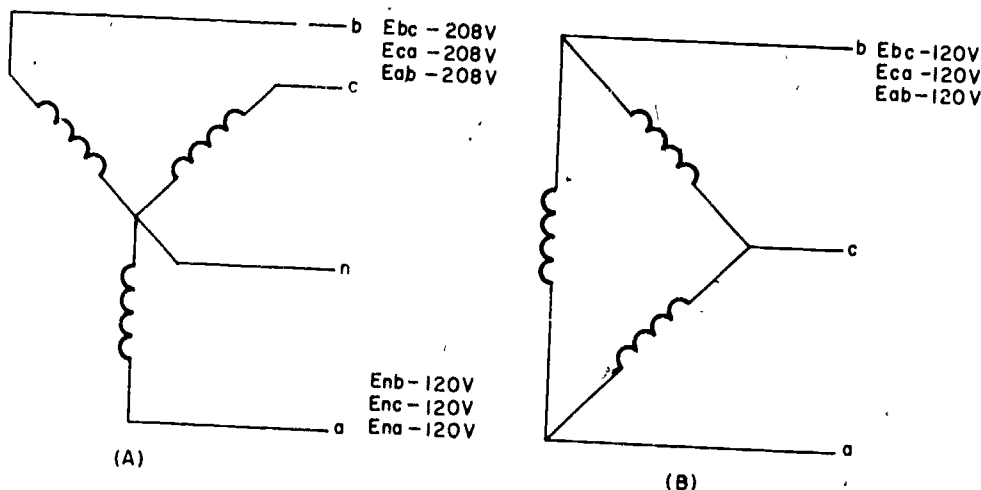 b
Ebc - 208V
Eca - 208V
Eab - 208V
c
n
Enb - 120V
Enc - 120V
Ena - 120V
a
(A)
b
Ebc - 120V
Eca - 120V
Eab - 120V
c
a
(B)